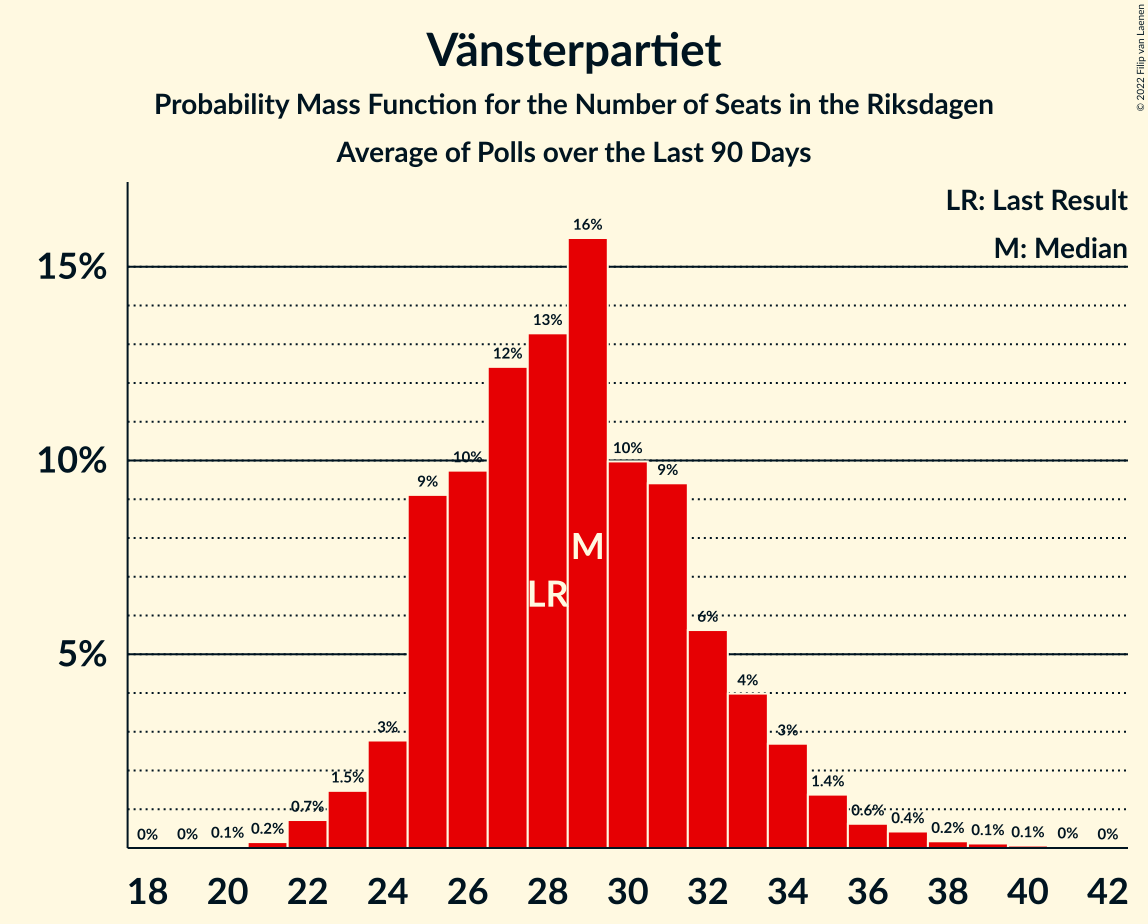 Vänsterpartiet
Probability Mass Function for the Number of Seats in the Riksdagen
Average of Polls over the Last 90 Days
© 2022 Filip van Laenen
LR: Last Result
M: Median
15%
10%
5%
0% 0% 0.1% 0.2% 0.7% 1.5% 3% 9% 10% 12% 13% 16% 10% 9% 6% 4% 3% 1.4% 0.6% 0.4% 0.2% 0.1% 0.1% 0% 0%
M
LR
18 20 22 24 26 28 30 32 34 36 38 40 42